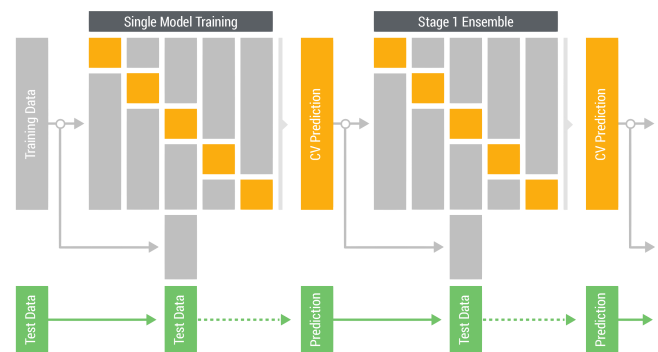 Single Model Training
Stage 1 Ensemble
Training Data
CV Prediction
CV Prediction
Test Data
Test Data
Prediction
Test Data
Prediction